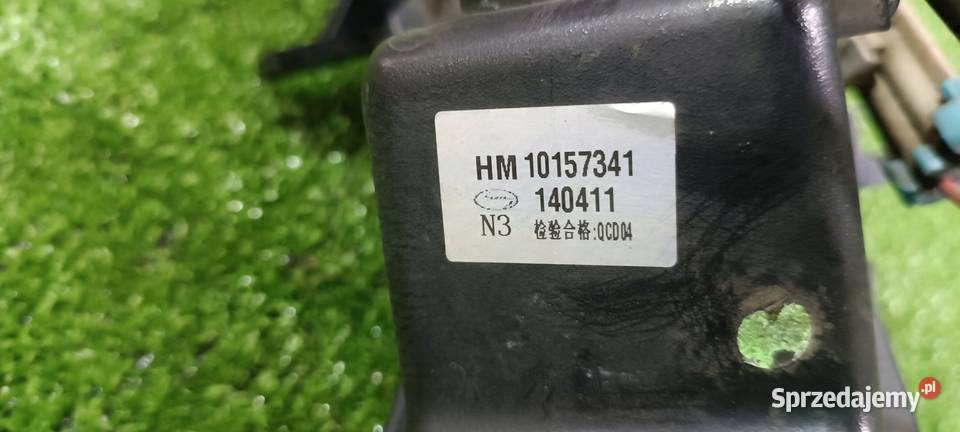 HM 10157341
140411
N3 检验合格:QCD04
Sprzedajemy.pl